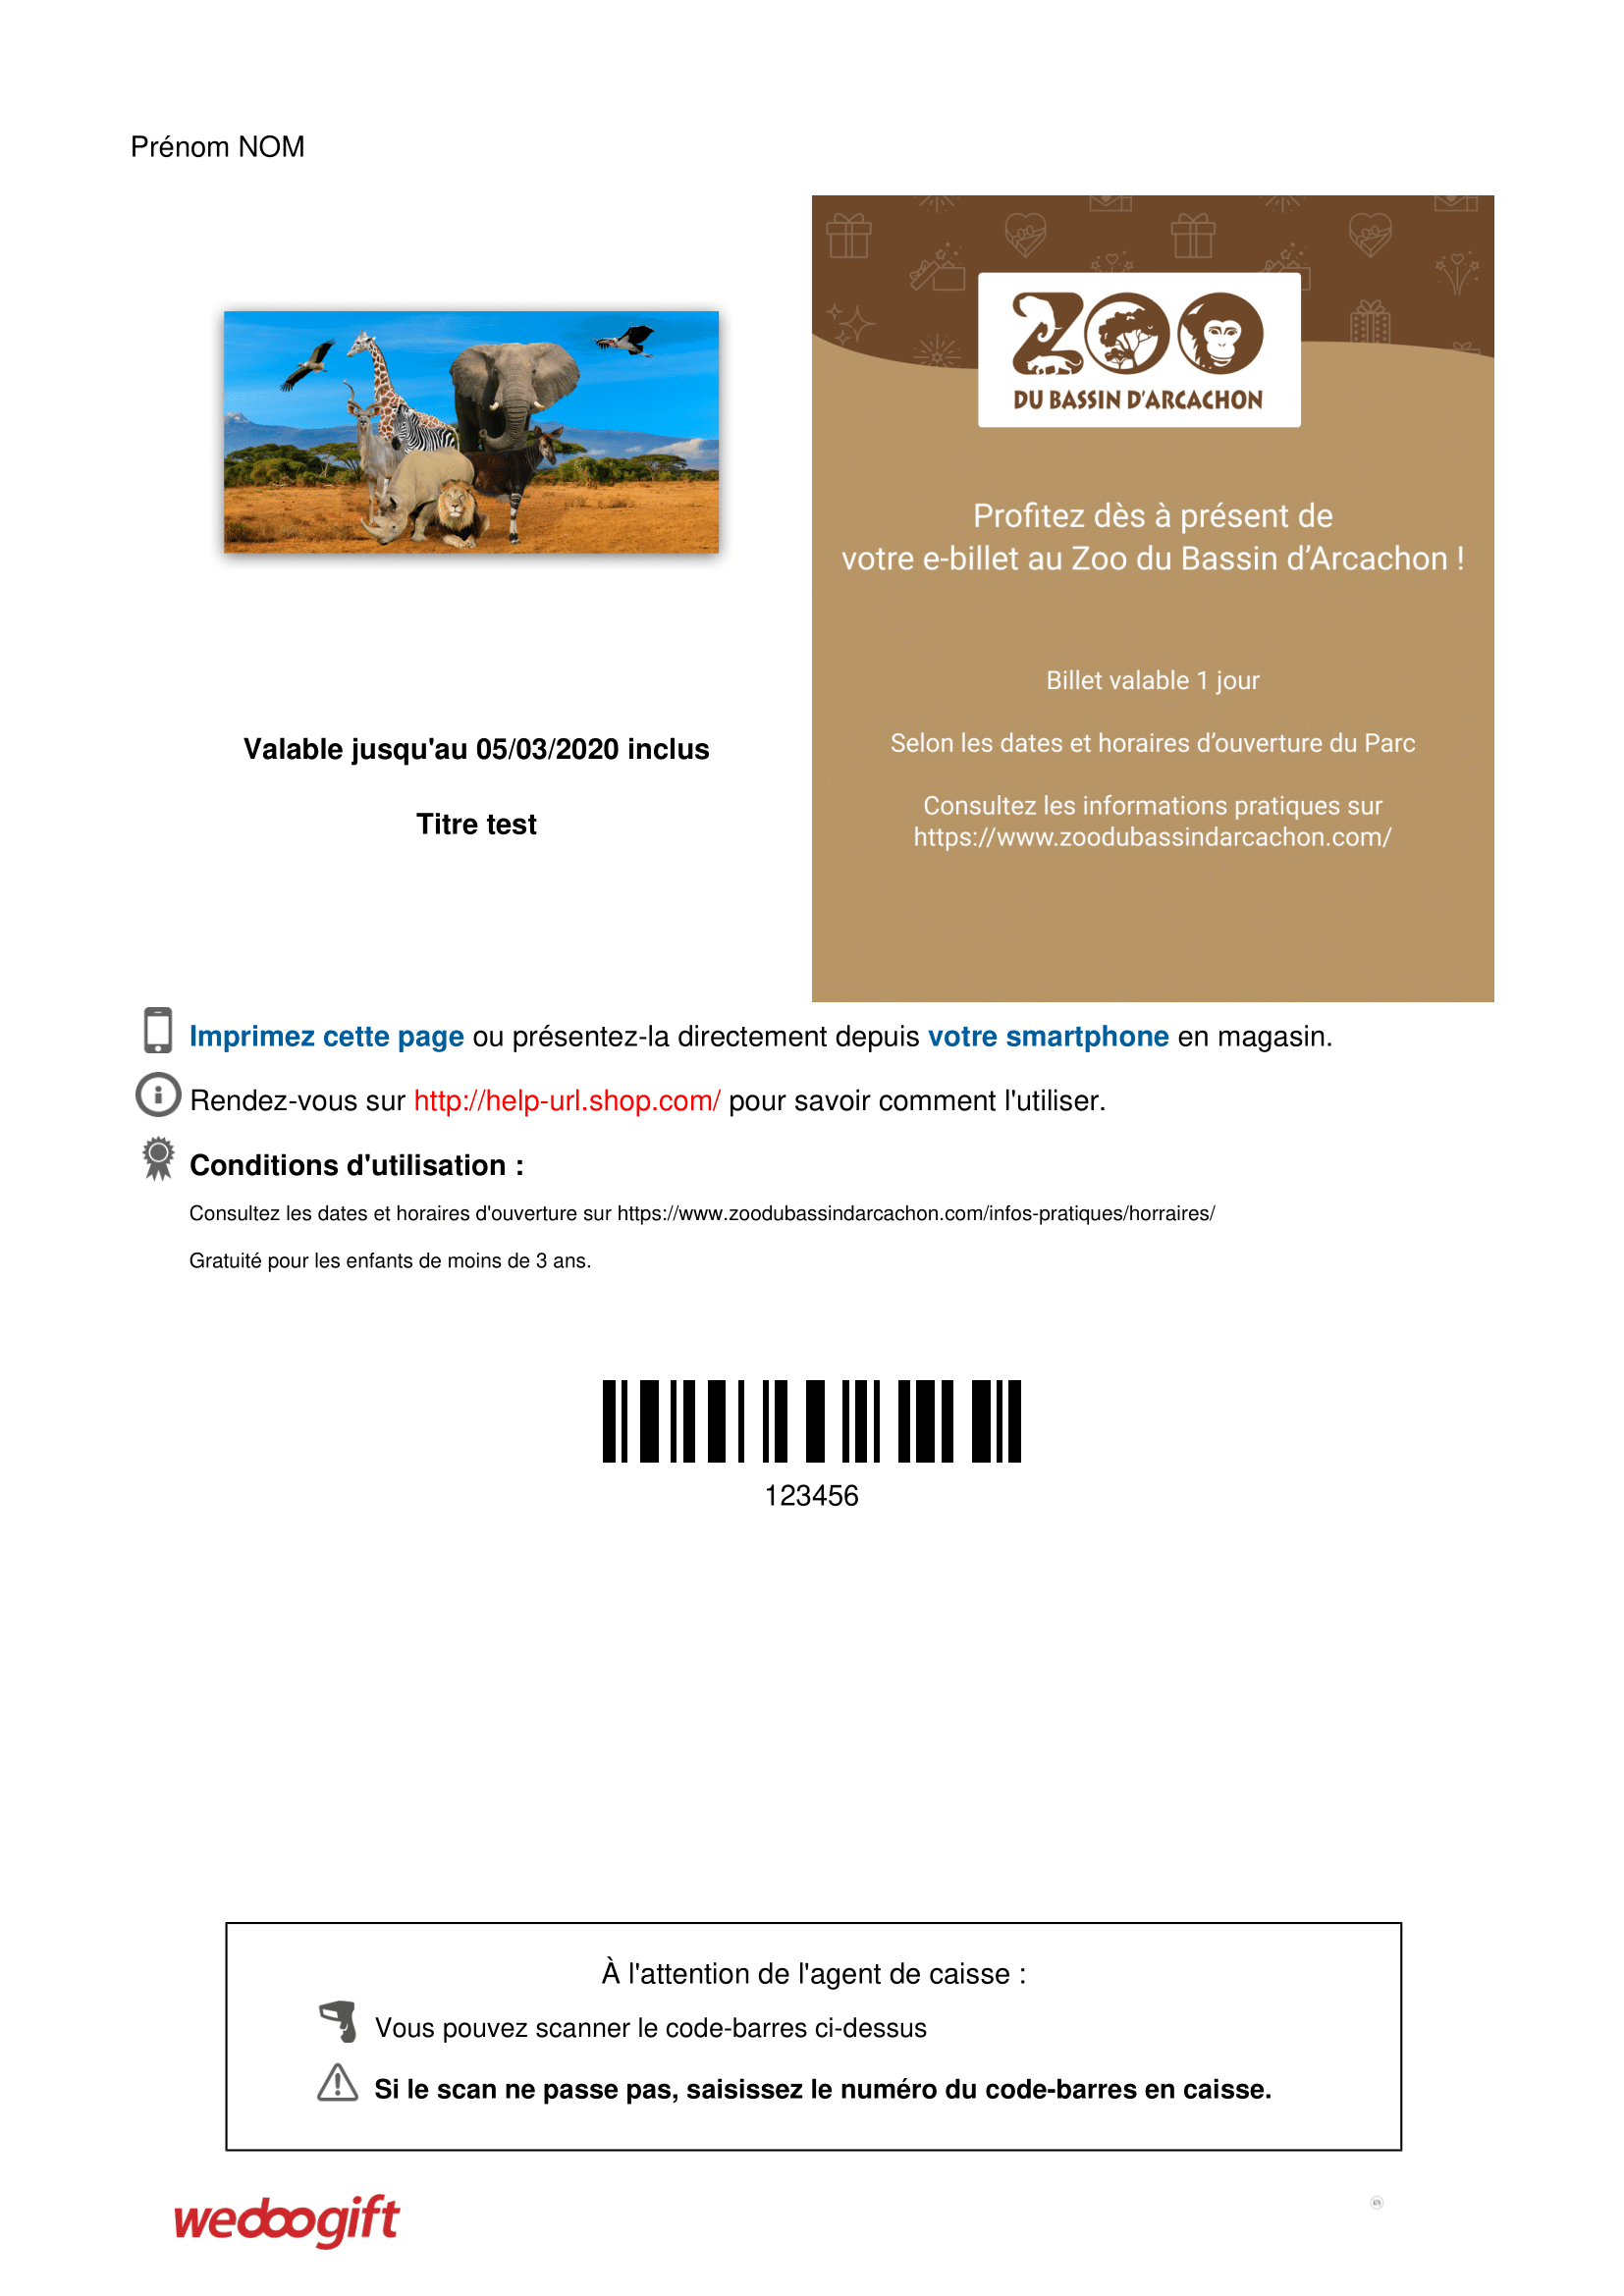 Prénom NOM
ZOO
DU BASSIN D'ARCACHON
Profitez dès à présent de
votre e-billet au Zoo du Bassin d’Arcachon !
Billet valable 1 jour
Selon les dates et horaires d’ouverture du Parc
Consultez les informations pratiques sur
https://www.zoodubassindarcachon.com/
Valable jusqu'au 05/03/2020 inclus
Titre test
Imprimez cette page ou présentez-la directement depuis votre smartphone en magasin.
Rendez-vous sur http://help-url.shop.com/ pour savoir comment l'utiliser.
Conditions d'utilisation :
Consultez les dates et horaires d'ouverture sur https://www.zoodubassindarcachon.com/infos-pratiques/horraires/
Gratuité pour les enfants de moins de 3 ans.
123456
À l'attention de l'agent de caisse :
Vous pouvez scanner le code-barres ci-dessus
Si le scan ne passe pas, saisissez le numéro du code-barres en caisse.
wedoogift